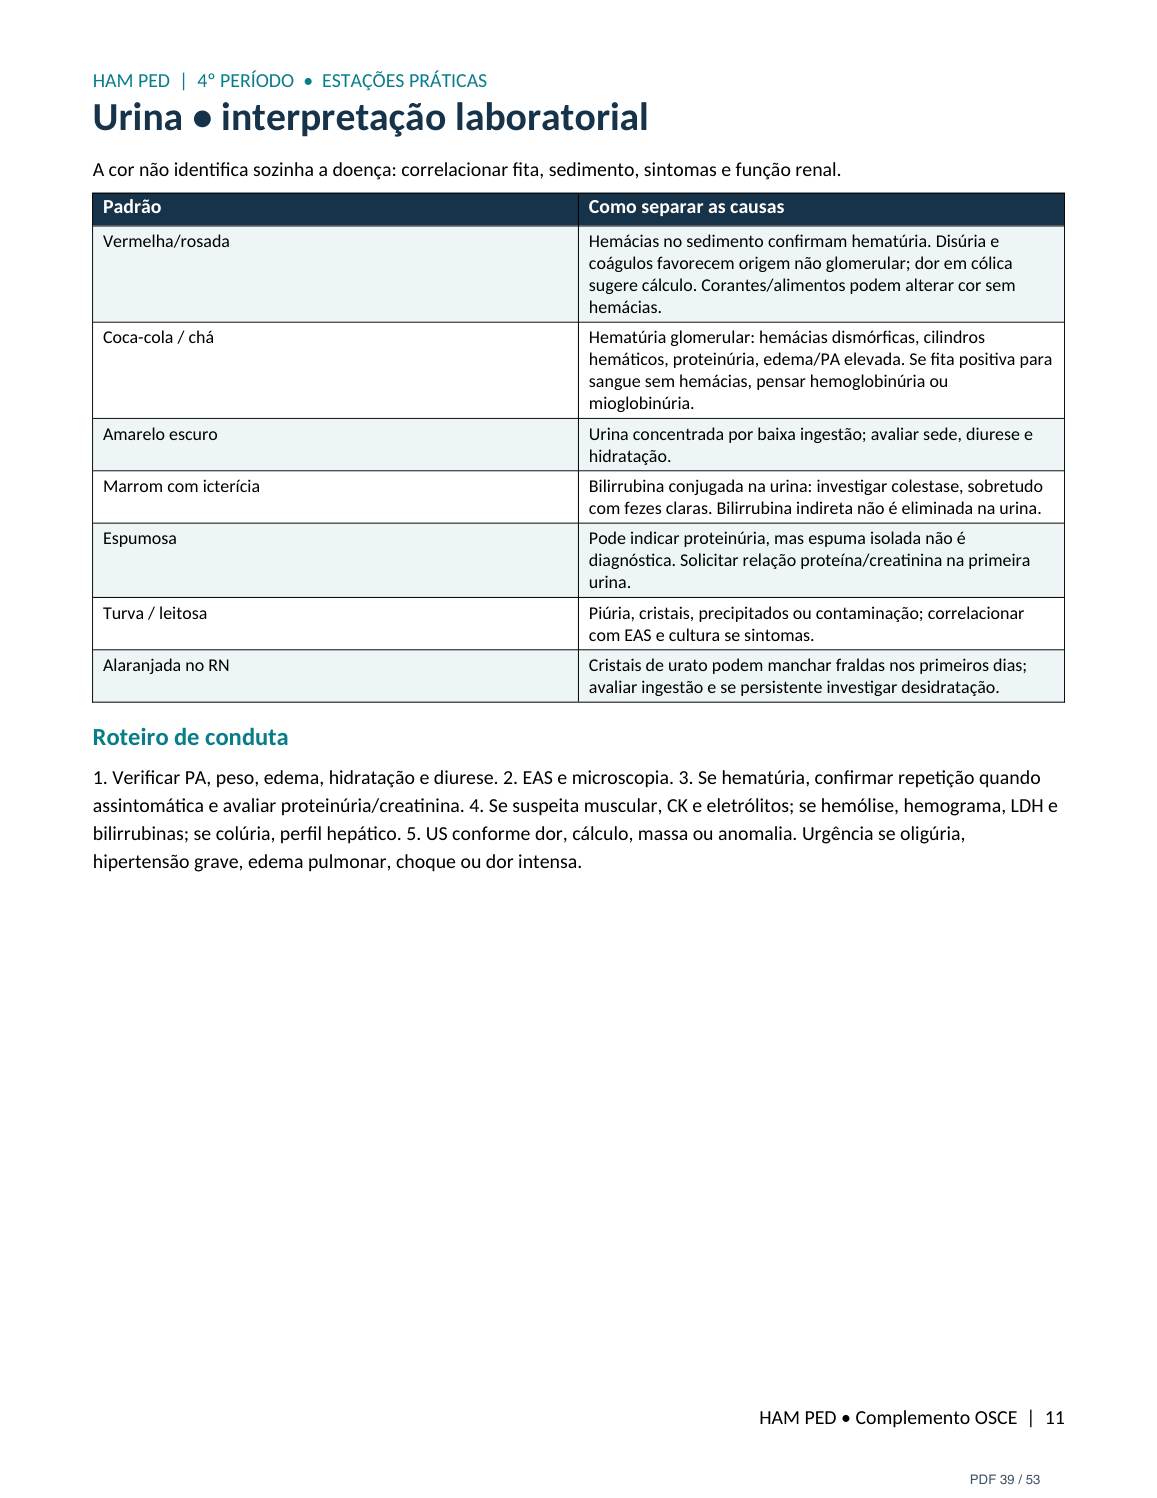 HAM PED | 4º PERÍODO • ESTAÇÕES PRÁTICAS
Urina • interpretação laboratorial
A cor não identifica sozinha a doença: correlacionar fita, sedimento, sintomas e função renal.
Padrão
Como separar as causas
Vermelha/rosada
Hemácias no sedimento confirmam hematúria. Disúria e
coágulos favorecem origem não glomerular; dor em cólica
sugere cálculo. Corantes/alimentos podem alterar cor sem
hemácias.
Coca-cola / chá
Hematúria glomerular: hemácias dismórficas, cilindros
hemáticos, proteinúria, edema/PA elevada. Se fita positiva para
sangue sem hemácias, pensar hemoglobinúria ou
mioglobinúria.
Amarelo escuro
Urina concentrada por baixa ingestão; avaliar sede, diurese e
hidratação.
Marrom com icterícia
Bilirrubina conjugada na urina: investigar colestase, sobretudo
com fezes claras. Bilirrubina indireta não é eliminada na urina.
Espumosa
Pode indicar proteinúria, mas espuma isolada não é
diagnóstica. Solicitar relação proteína/creatinina na primeira
urina.
Turva / leitosa
Piúria, cristais, precipitados ou contaminação; correlacionar
com EAS e cultura se sintomas.
Alaranjada no RN
Cristais de urato podem manchar fraldas nos primeiros dias;
avaliar ingestão e se persistente investigar desidratação.
Roteiro de conduta
1. Verificar PA, peso, edema, hidratação e diurese. 2. EAS e microscopia. 3. Se hematúria, confirmar repetição quando
assintomática e avaliar proteinúria/creatinina. 4. Se suspeita muscular, CK e eletrólitos; se hemólise, hemograma, LDH e
bilirrubinas; se colúria, perfil hepático. 5. US conforme dor, cálculo, massa ou anomalia. Urgência se oligúria,
hipertensão grave, edema pulmonar, choque ou dor intensa.
HAM PED • Complemento OSCE | 11
PDF 39 / 53